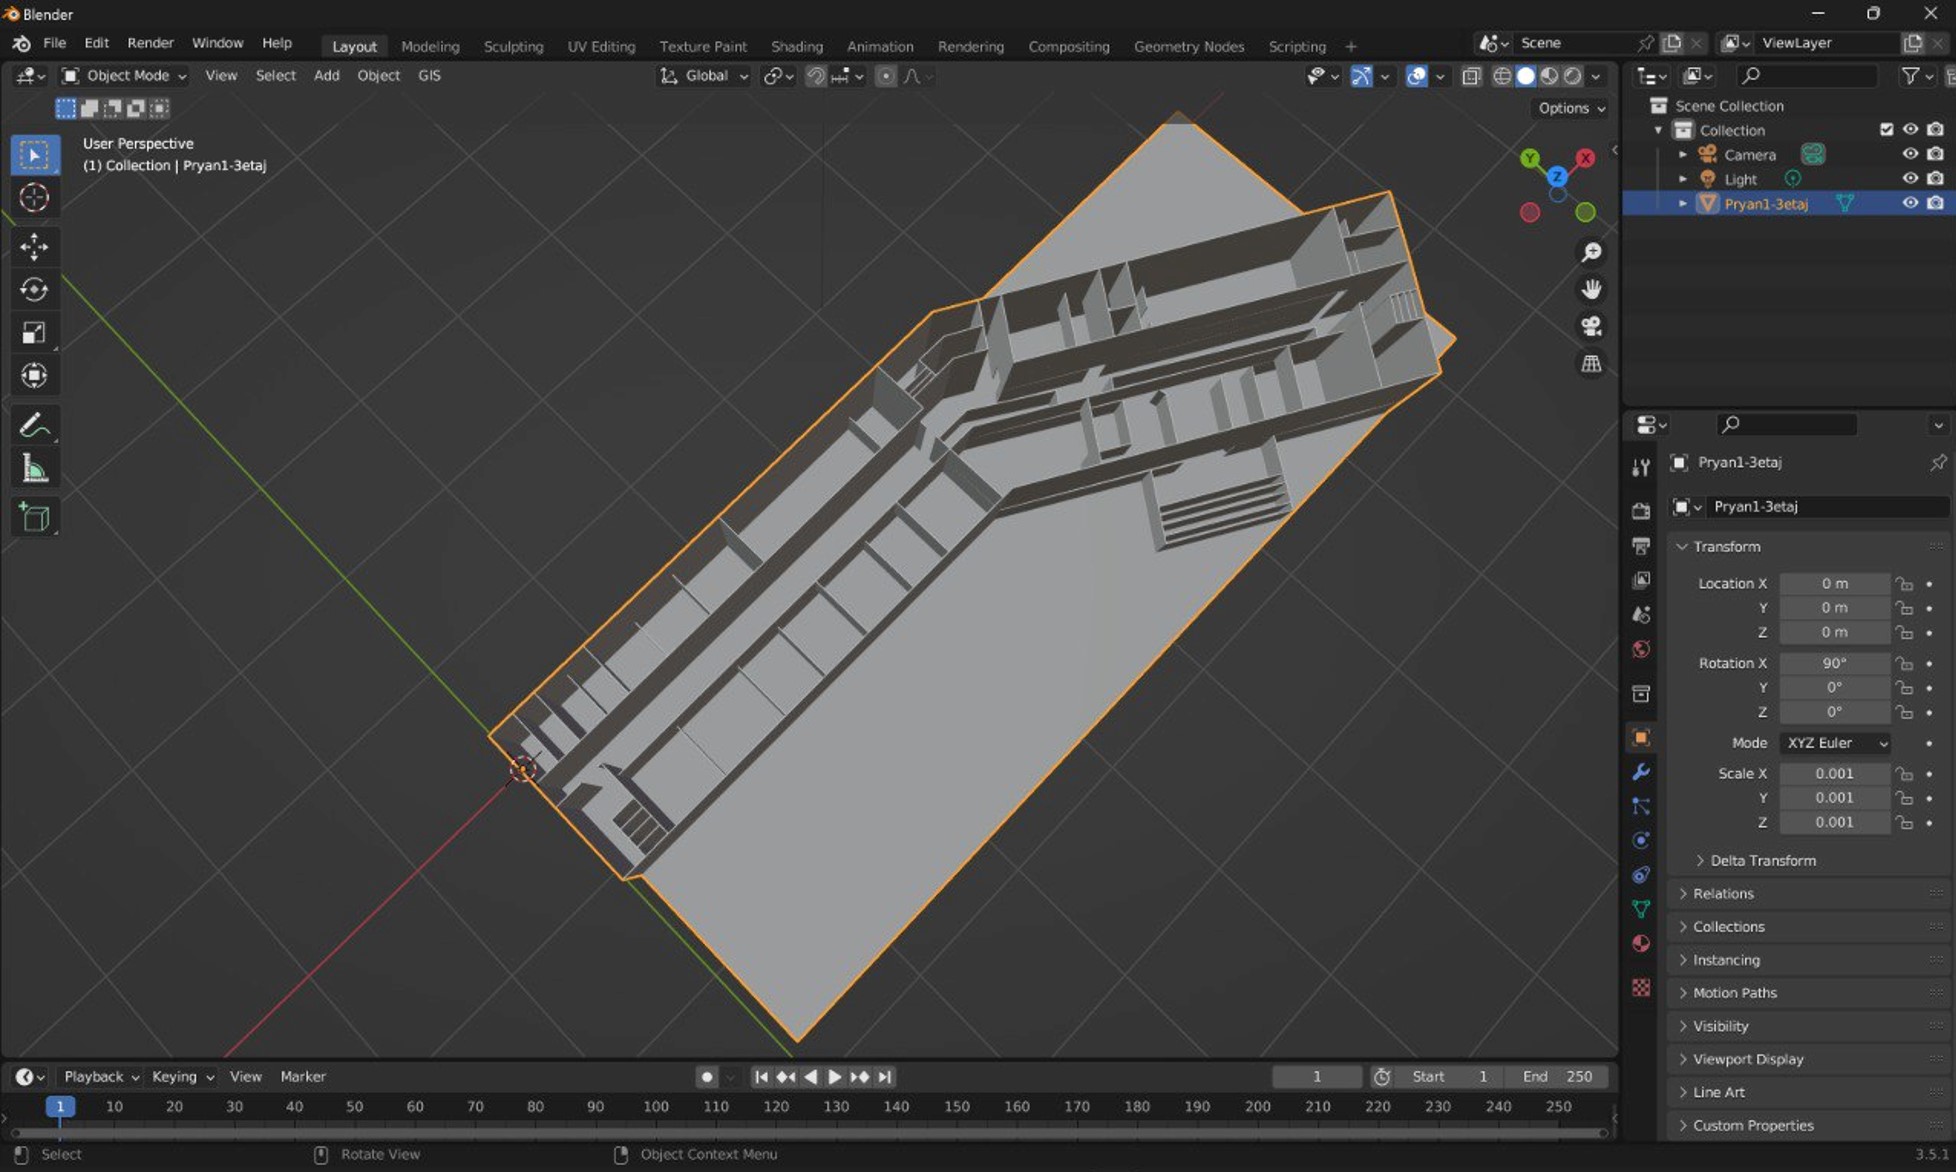 Blender
File Edit Render Window Help Layout Modeling Sculpting UV Editing Texture Paint Shading Animation Rendering Compositing Geometry Nodes Scripting + Scene ViewLayer
Object Mode View Select Add Object GIS Global
Options
User Perspective
(1) Collection | Pryan1-3etaj
Y X
Z
Scene Collection
Collection
Camera
Light
Pryan1-3etaj
Pryan1-3etaj
Pryan1-3etaj
Transform
Location X 0 m
Y 0 m
Z 0 m
Rotation X 90°
Y 0°
Z 0°
Mode XYZ Euler
Scale X 0.001
Y 0.001
Z 0.001
Delta Transform
Relations
Collections
Instancing
Motion Paths
Visibility
Viewport Display
Line Art
Custom Properties
Playback Keying View Marker 1 Start 1 End 250
1 10 20 30 40 50 60 70 80 90 100 110 120 130 140 150 160 170 180 190 200 210 220 230 240 250
Select Rotate View Object Context Menu 3.5.1